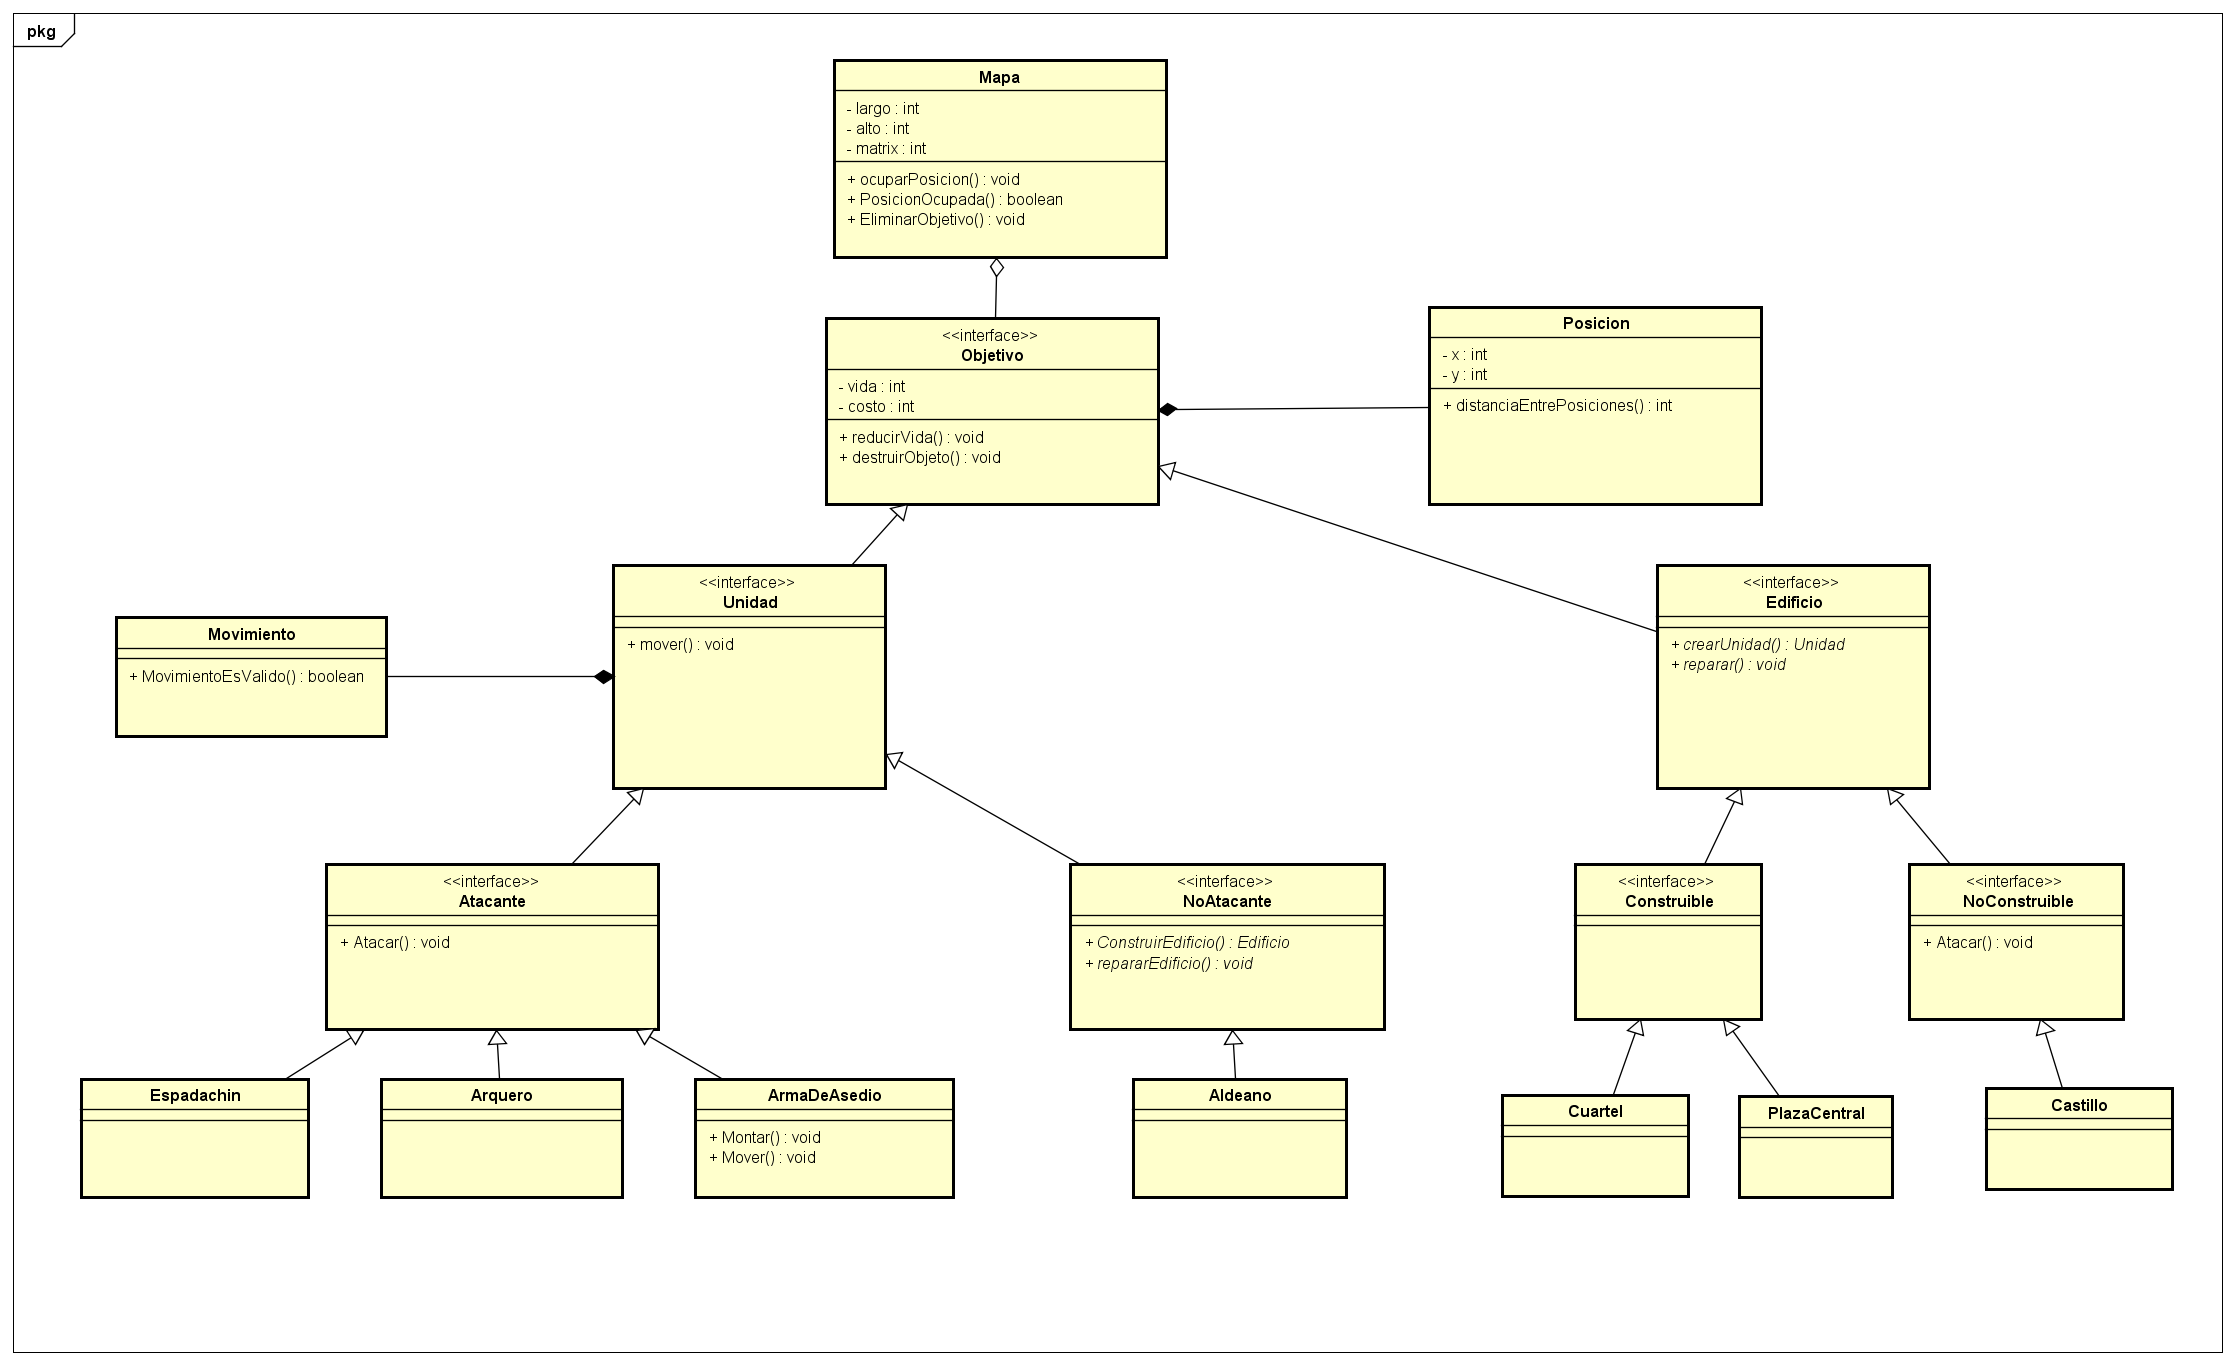 pkg
Mapa
- largo : int
- alto : int
- matrix : int
+ ocuparPosicion() : void
+ PosicionOcupada() : boolean
+ EliminarObjetivo() : void
<<interface>>
Objetivo
- vida : int
- costo : int
+ reducirVida() : void
+ destruirObjeto() : void
Posicion
- x : int
- y : int
+ distanciaEntrePosiciones() : int
Movimiento
+ MovimientoEsValido() : boolean
<<interface>>
Unidad
+ mover() : void
<<interface>>
Edificio
+ crearUnidad() : Unidad
+ reparar() : void
<<interface>>
Atacante
+ Atacar() : void
<<interface>>
NoAtacante
+ ConstruirEdificio() : Edificio
+ repararEdificio() : void
<<interface>>
Construible
<<interface>>
NoConstruible
+ Atacar() : void
Espadachin
Arquero
ArmaDeAsedio
+ Montar() : void
+ Mover() : void
Aldeano
Cuartel
PlazaCentral
Castillo